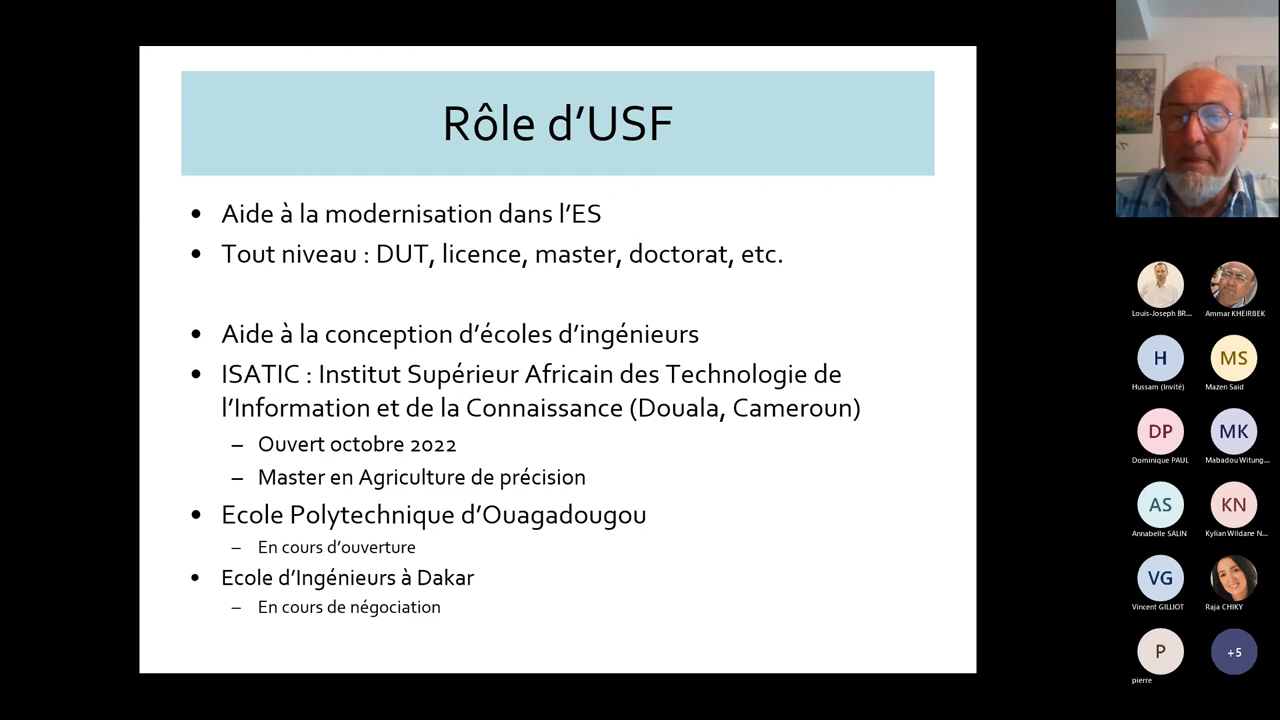 Rôle d’USF
• Aide à la modernisation dans l’ES
• Tout niveau : DUT, licence, master, doctorat, etc.
• Aide à la conception d’écoles d’ingénieurs
• ISATIC : Institut Supérieur Africain des Technologie de
l’Information et de la Connaissance (Douala, Cameroun)
– Ouvert octobre 2022
– Master en Agriculture de précision
• Ecole Polytechnique d’Ouagadougou
– En cours d’ouverture
• Ecole d’Ingénieurs à Dakar
– En cours de négociation
Louis-Joseph BR...
Ammar KHEIRBEK
H
MS
Hussam (Invité)
Mazen Said
DP
MK
Dominique PAUL
Mabadou Witung...
AS
KN
Annabelle SALIN
Kylian Wildane N...
VG
Vincent GILLIOT
Raja CHIKY
P
+5
pierre